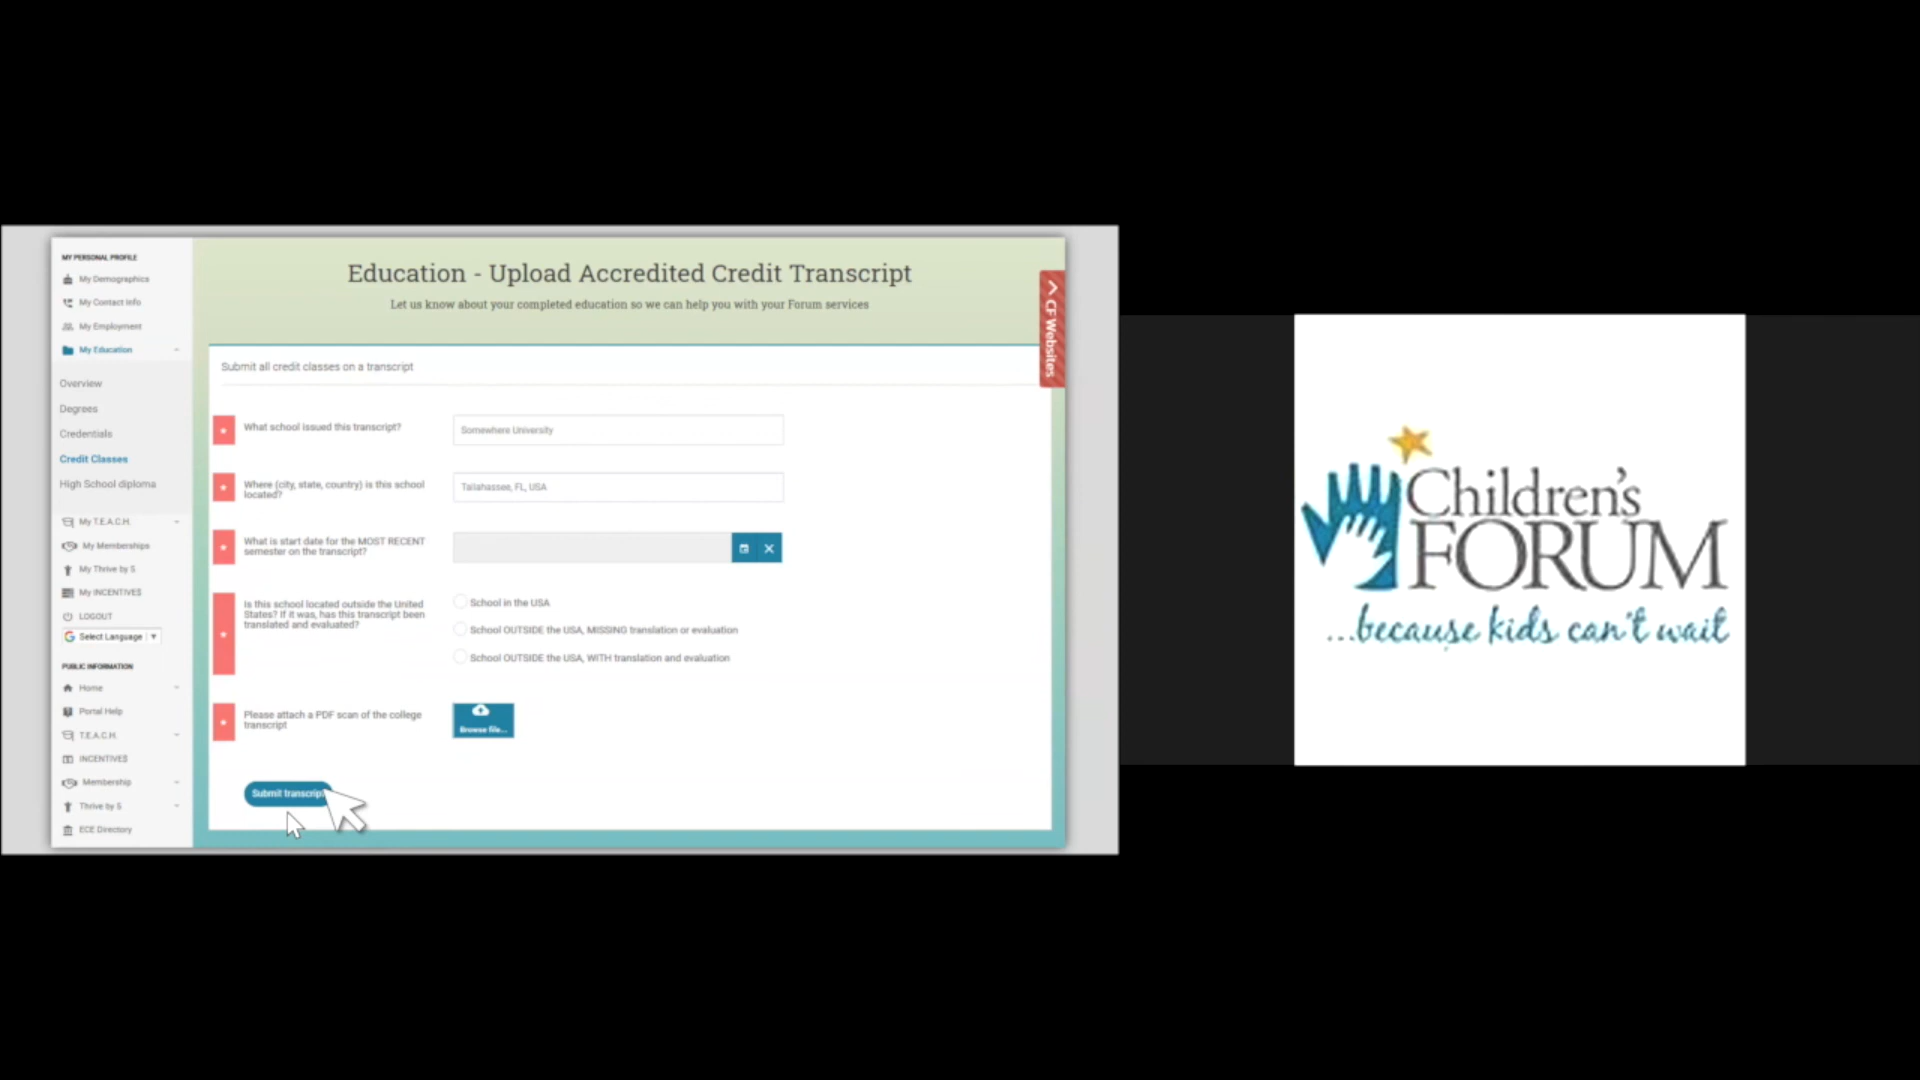 MY PERSONAL PROFILE
My Demographics
My Contact Info
My Employment
My Education
Overview
Degrees
Credentials
Credit Classes
High School diploma
My T.E.A.C.H.
My Memberships
My Thrive by 5
My INCENTIVE$
LOGOUT
Select Language
PUBLIC INFORMATION
Home
Portal Help
T.E.A.C.H.
INCENTIVE$
Membership
Thrive by 5
ECE Directory
Education - Upload Accredited Credit Transcript
Let us know about your completed education so we can help you with your Forum services
CF Websites
Submit all credit classes on a transcript
What school issued this transcript?
Somewhere University
Where (city, state, country) is this school
located?
Tallahassee, FL, USA
What is start date for the MOST RECENT
semester on the transcript?
Is this school located outside the United
States? If it was, has this transcript been
translated and evaluated?
School in the USA
School OUTSIDE the USA, MISSING translation or evaluation
School OUTSIDE the USA, WITH translation and evaluation
Please attach a PDF scan of the college
transcript
Browse file...
Submit transcript
Children's
FORUM
...because kids can't wait